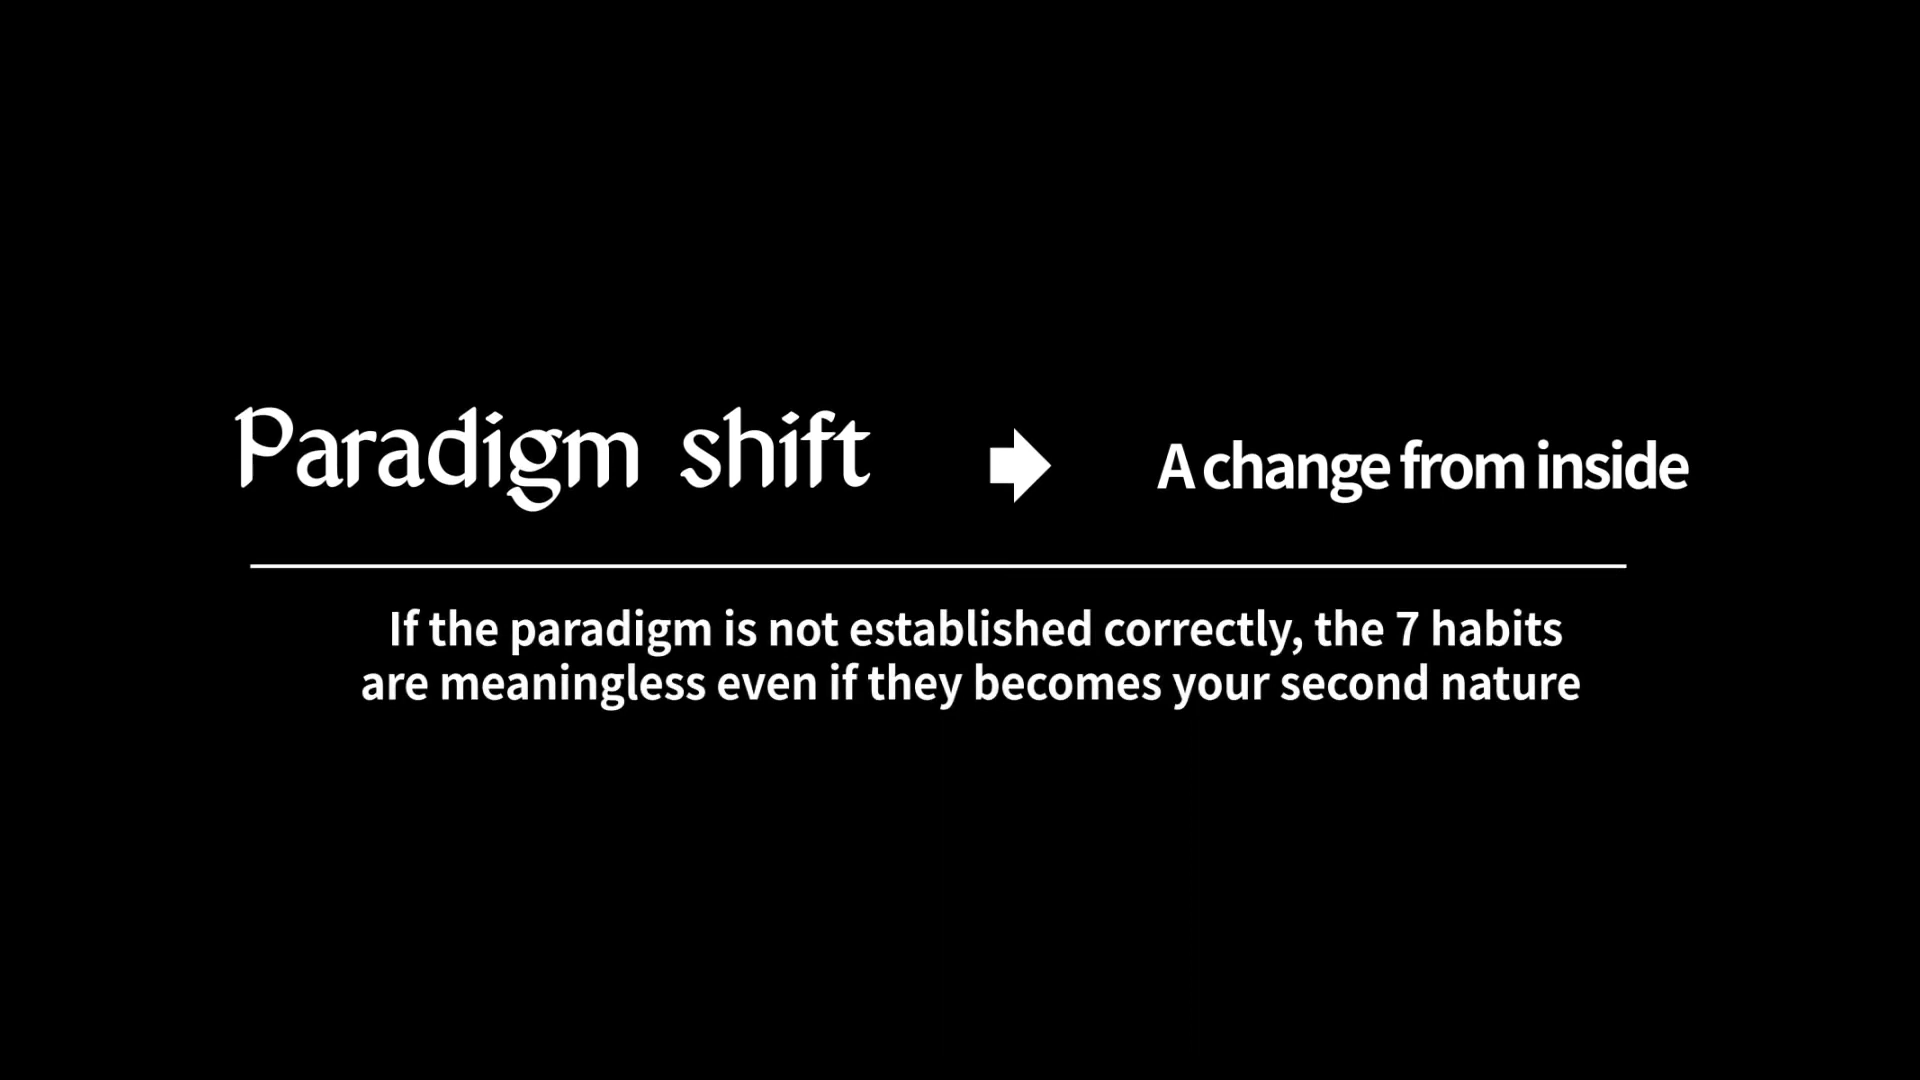 Paradigm shift
A change from inside
If the paradigm is not established correctly, the 7 habits
are meaningless even if they becomes your second nature